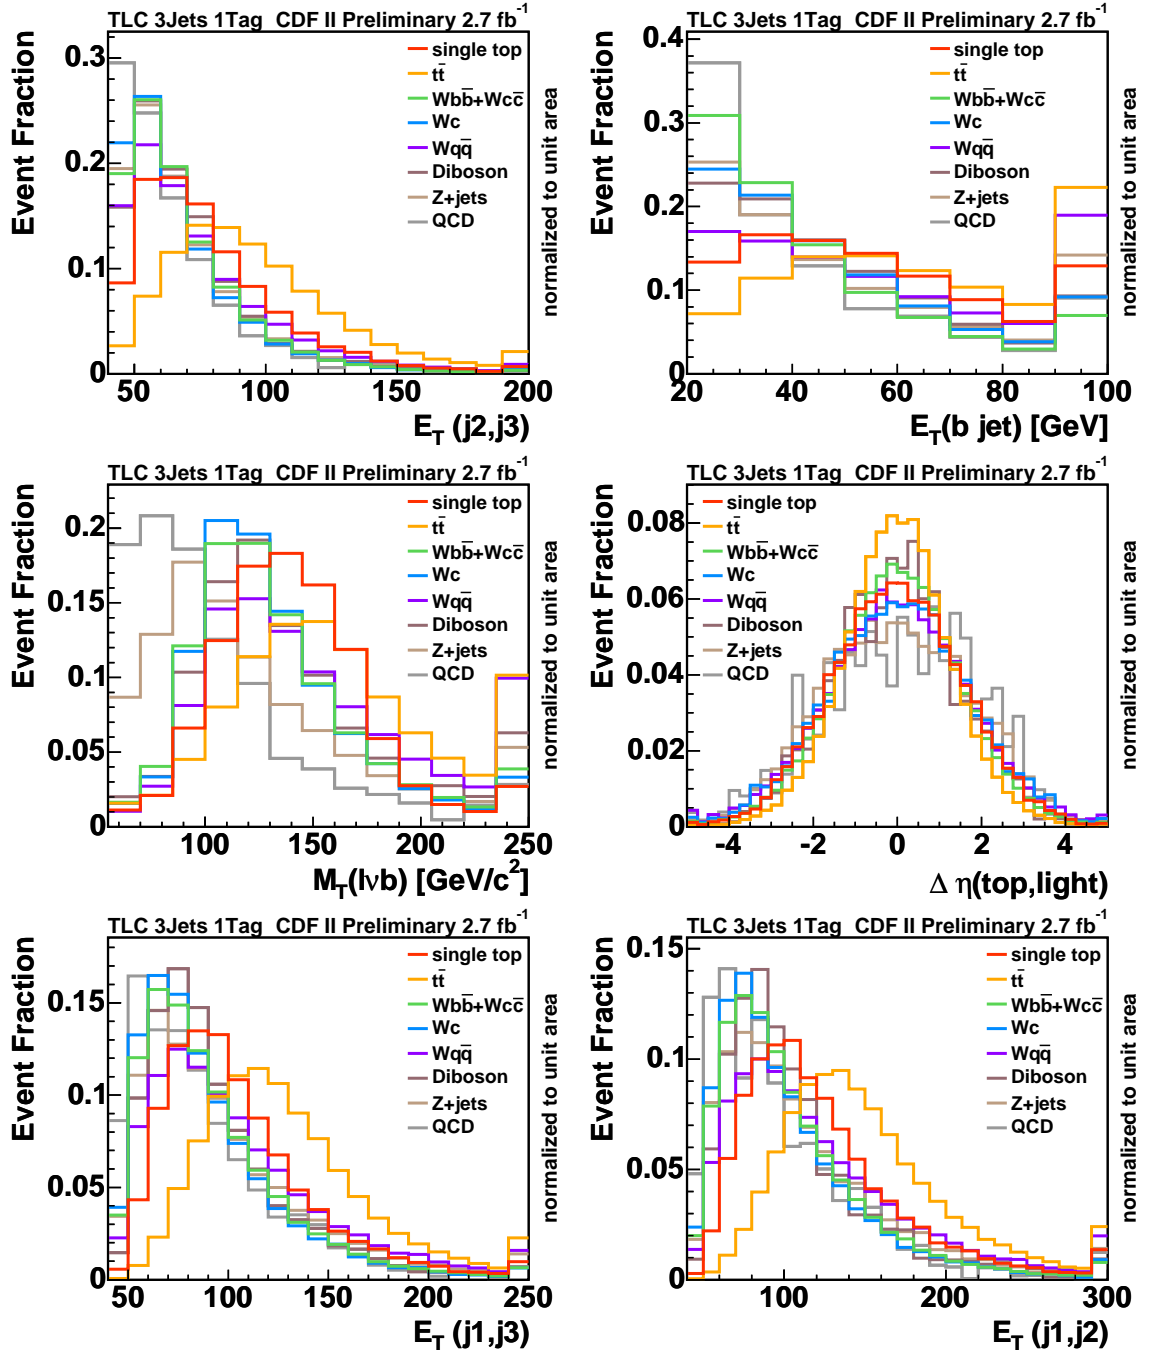 TLC 3Jets 1Tag CDF II Preliminary 2.7 fb⁻¹
Event Fraction
normalized to unit area
0.3
0.2
0.1
0
single top
tt̄
Wbb̄+Wcc̄
Wc
Wqq̄
Diboson
Z+jets
QCD
50 100 150 200
E_T (j2,j3)
TLC 3Jets 1Tag CDF II Preliminary 2.7 fb⁻¹
Event Fraction
normalized to unit area
0.4
0.3
0.2
0.1
0
single top
tt̄
Wbb̄+Wcc̄
Wc
Wqq̄
Diboson
Z+jets
QCD
20 30 40 50 60 70 80 90 100
E_T(b jet) [GeV]
TLC 3Jets 1Tag CDF II Preliminary 2.7 fb⁻¹
Event Fraction
normalized to unit area
0.2
0.15
0.1
0.05
0
single top
tt̄
Wbb̄+Wcc̄
Wc
Wqq̄
Diboson
Z+jets
QCD
100 150 200 250
M_T(lνb) [GeV/c²]
TLC 3Jets 1Tag CDF II Preliminary 2.7 fb⁻¹
Event Fraction
normalized to unit area
0.08
0.06
0.04
0.02
0
single top
tt̄
Wbb̄+Wcc̄
Wc
Wqq̄
Diboson
Z+jets
QCD
-4 -2 0 2 4
Δ η(top,light)
TLC 3Jets 1Tag CDF II Preliminary 2.7 fb⁻¹
Event Fraction
normalized to unit area
0.15
0.1
0.05
0
single top
tt̄
Wbb̄+Wcc̄
Wc
Wqq̄
Diboson
Z+jets
QCD
50 100 150 200 250
E_T (j1,j3)
TLC 3Jets 1Tag CDF II Preliminary 2.7 fb⁻¹
Event Fraction
normalized to unit area
0.15
0.1
0.05
0
single top
tt̄
Wbb̄+Wcc̄
Wc
Wqq̄
Diboson
Z+jets
QCD
100 200 300
E_T (j1,j2)